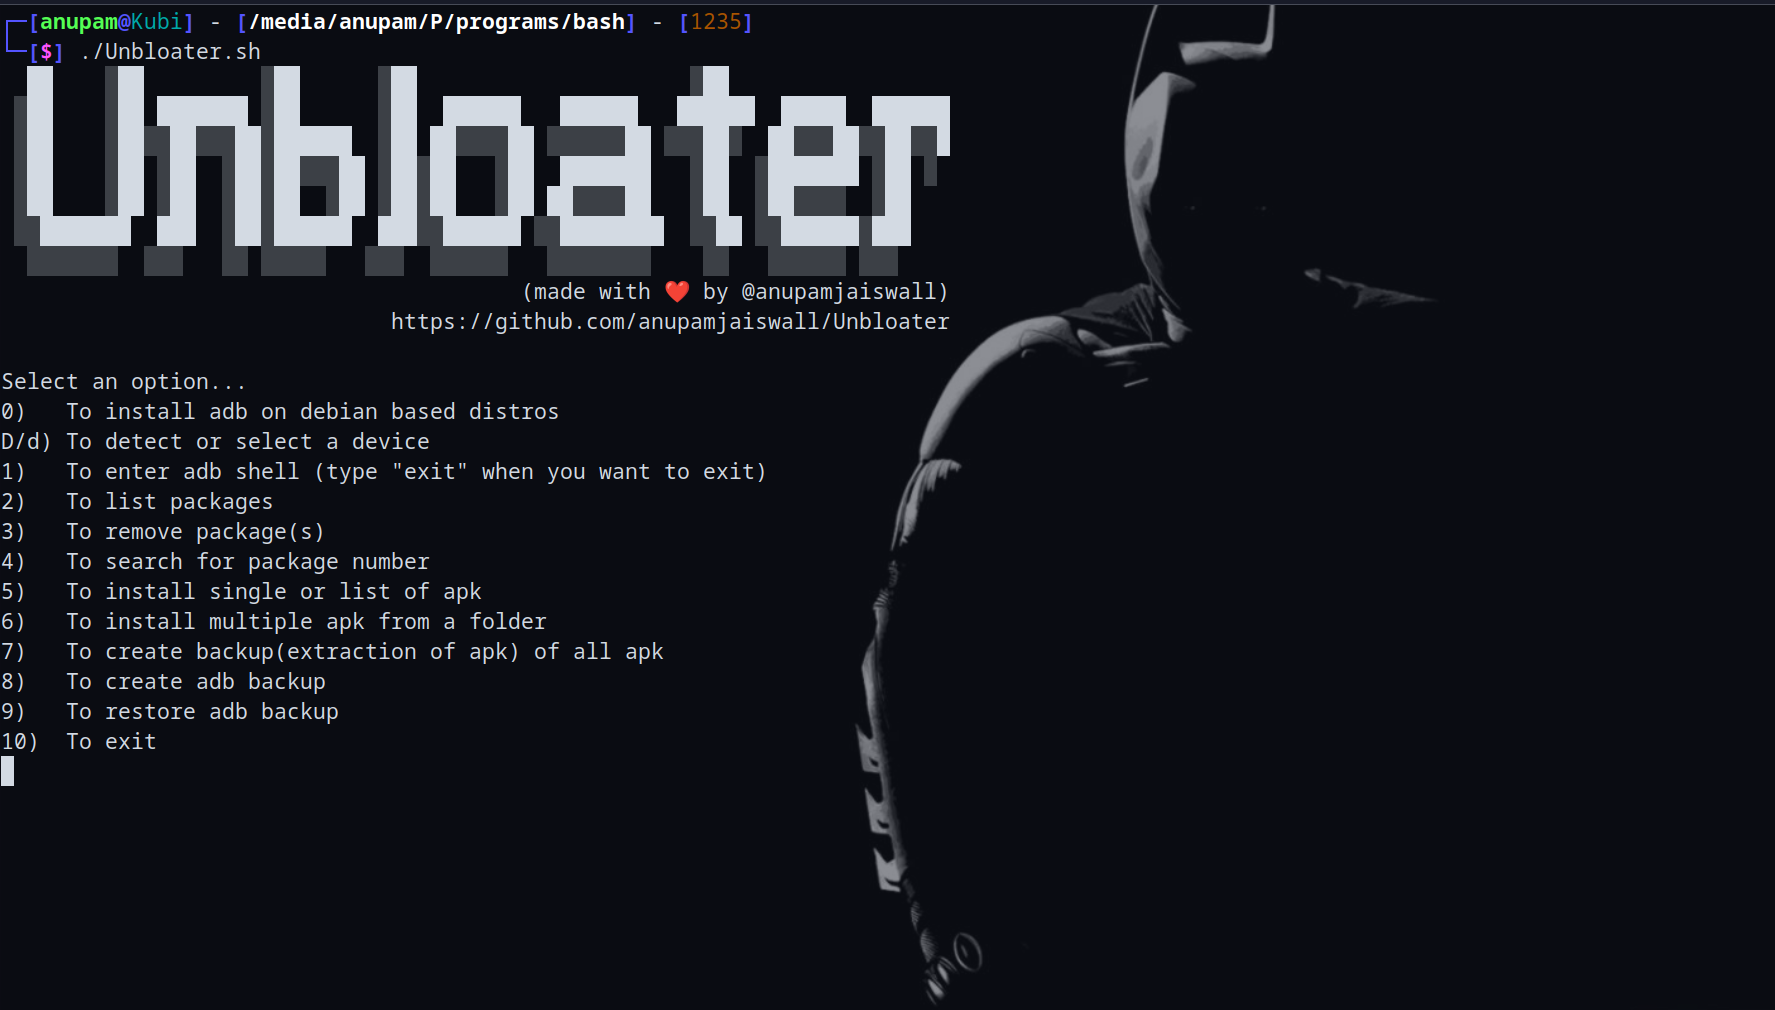 [anupam@Kubi] - [/media/anupam/P/programs/bash] - [1235]
[$] ./Unbloater.sh
Unbloater
(made with ❤️ by @anupamjaiswall)
https://github.com/anupamjaiswall/Unbloater
Select an option...
0)   To install adb on debian based distros
D/d) To detect or select a device
1)   To enter adb shell (type "exit" when you want to exit)
2)   To list packages
3)   To remove package(s)
4)   To search for package number
5)   To install single or list of apk
6)   To install multiple apk from a folder
7)   To create backup(extraction of apk) of all apk
8)   To create adb backup
9)   To restore adb backup
10)  To exit